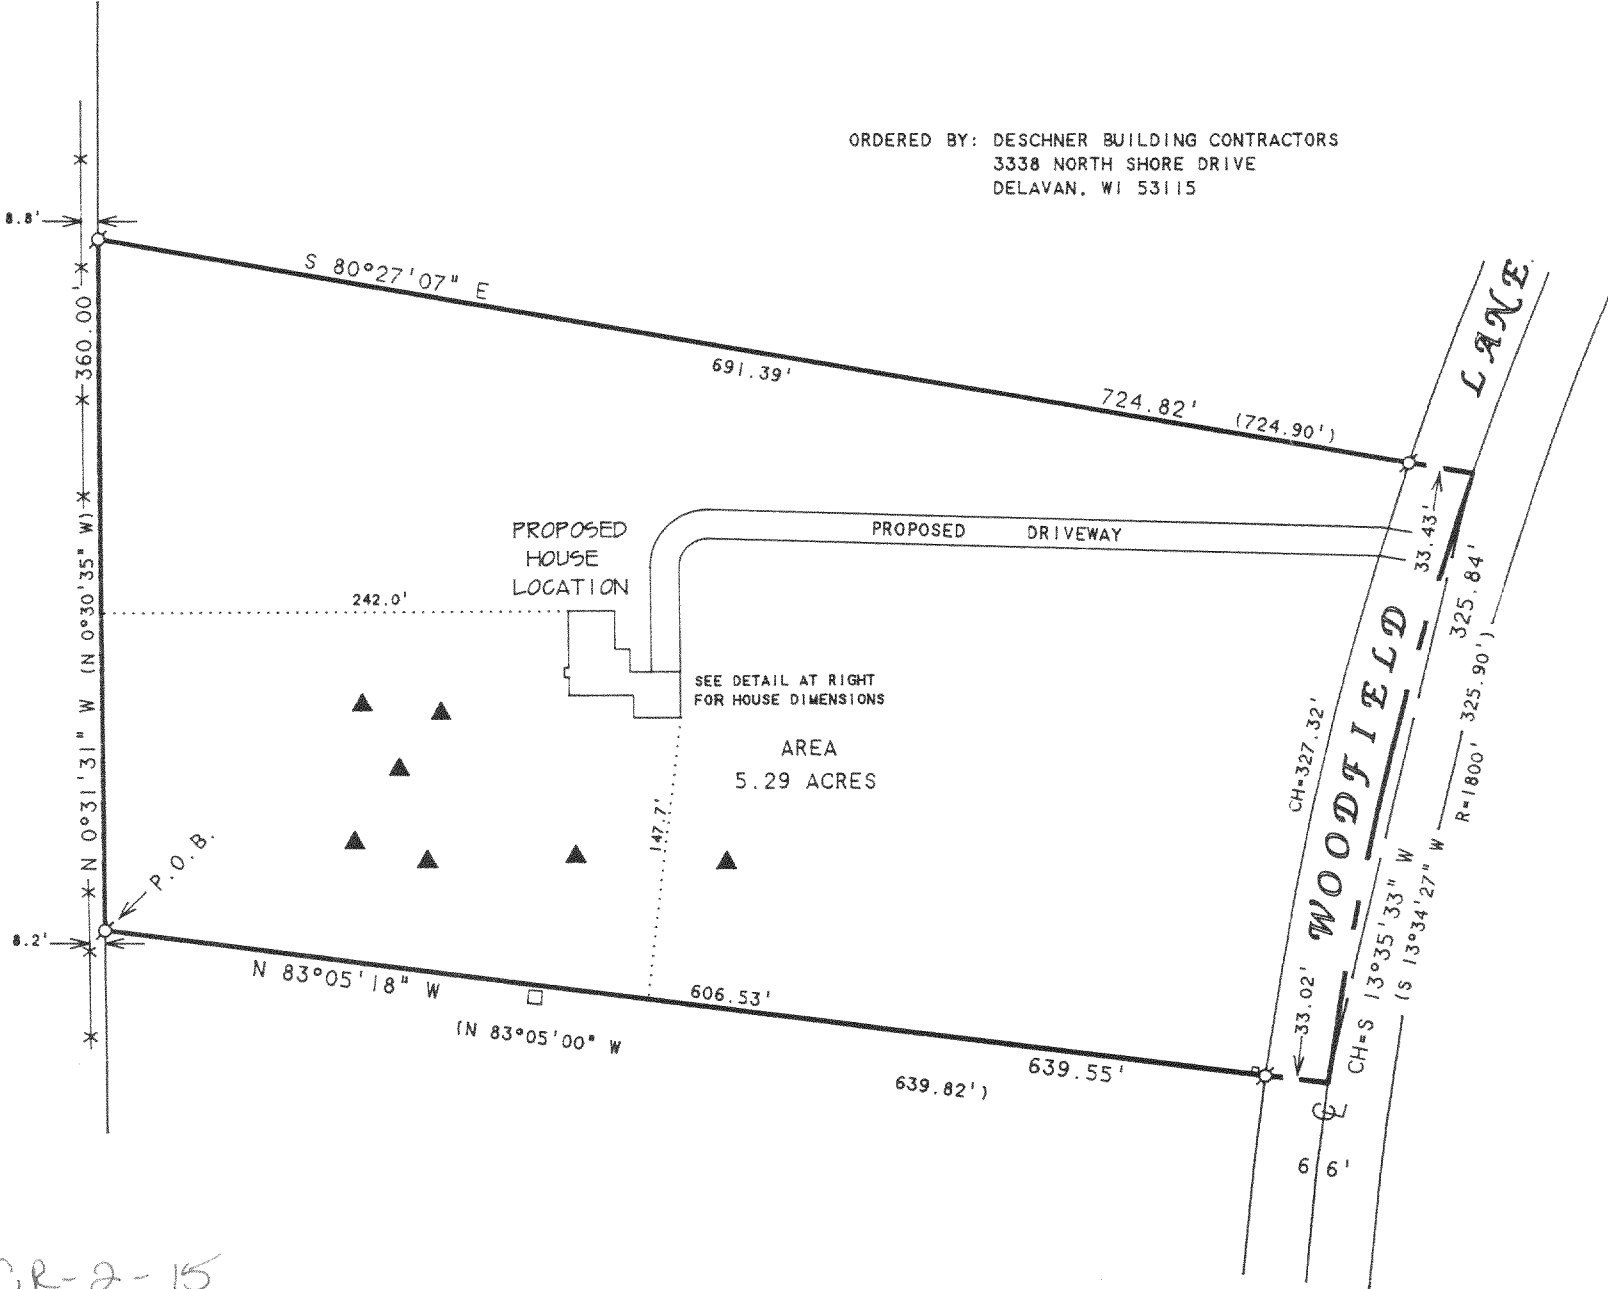 ORDERED BY: DESCHNER BUILDING CONTRACTORS
3338 NORTH SHORE DRIVE
DELAVAN, WI 53115
8.8'
S 80°27'07" E
691.39'
724.82' (724.90')
LANE
360.00'
N 0°31'31" W (N 0°30'35" W)
PROPOSED
HOUSE
LOCATION
PROPOSED DRIVEWAY
33.43'
325.84'
242.0'
SEE DETAIL AT RIGHT
FOR HOUSE DIMENSIONS
AREA
5.29 ACRES
147.7'
CH=327.32'
WOODFIELD
R=1800' 325.90')
P.O.B.
8.2'
N 83°05'18" W
606.53'
(N 83°05'00" W
639.55'
639.82')
33.02'
CH=S 13°35'33" W
(S 13°34'27" W
66'
R-2-15